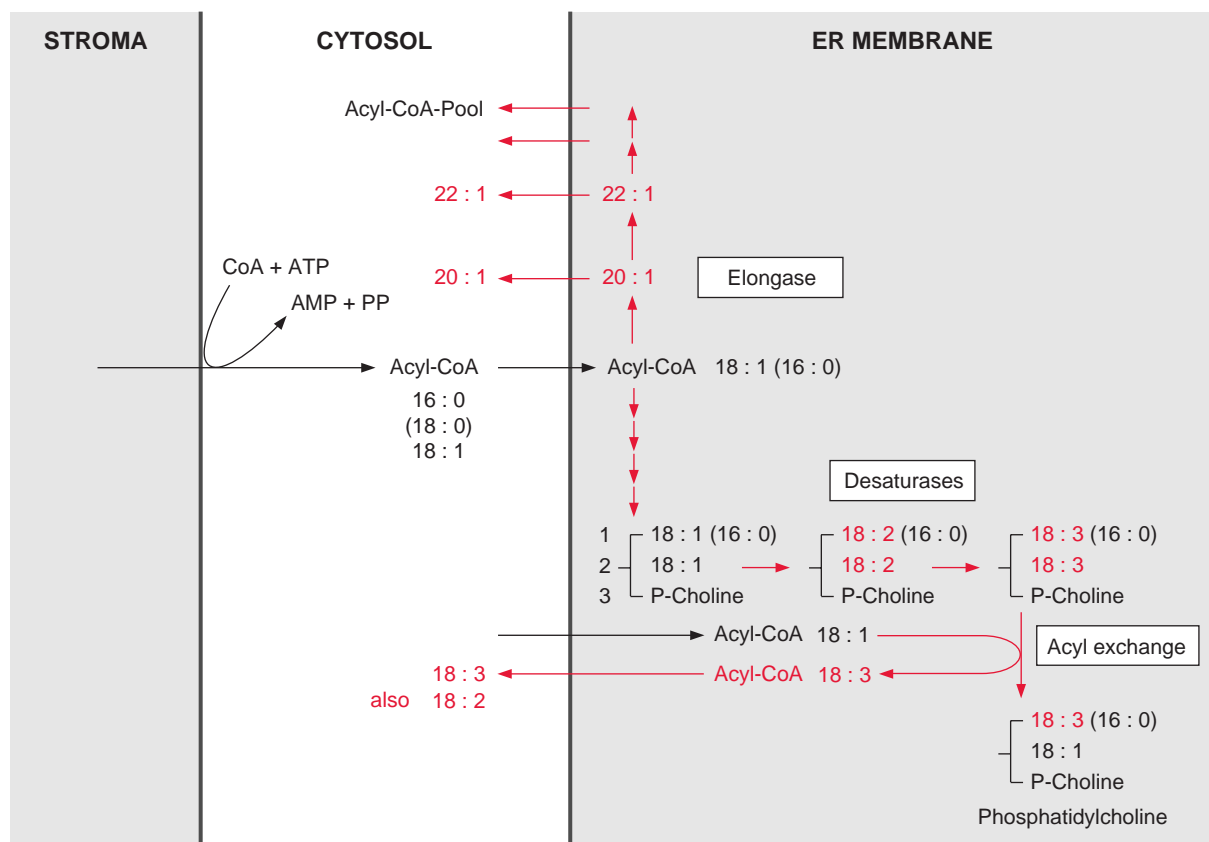 STROMA
CYTOSOL
ER MEMBRANE
Acyl-CoA-Pool
22 : 1
22 : 1
CoA + ATP
20 : 1
20 : 1
Elongase
AMP + PP
Acyl-CoA
Acyl-CoA 18 : 1 (16 : 0)
16 : 0
(18 : 0)
18 : 1
Desaturases
1 18 : 1 (16 : 0)
18 : 2 (16 : 0)
18 : 3 (16 : 0)
2 18 : 1
18 : 2
18 : 3
3 P-Choline
P-Choline
P-Choline
Acyl-CoA 18 : 1
Acyl exchange
18 : 3
Acyl-CoA 18 : 3
also 18 : 2
18 : 3 (16 : 0)
18 : 1
P-Choline
Phosphatidylcholine